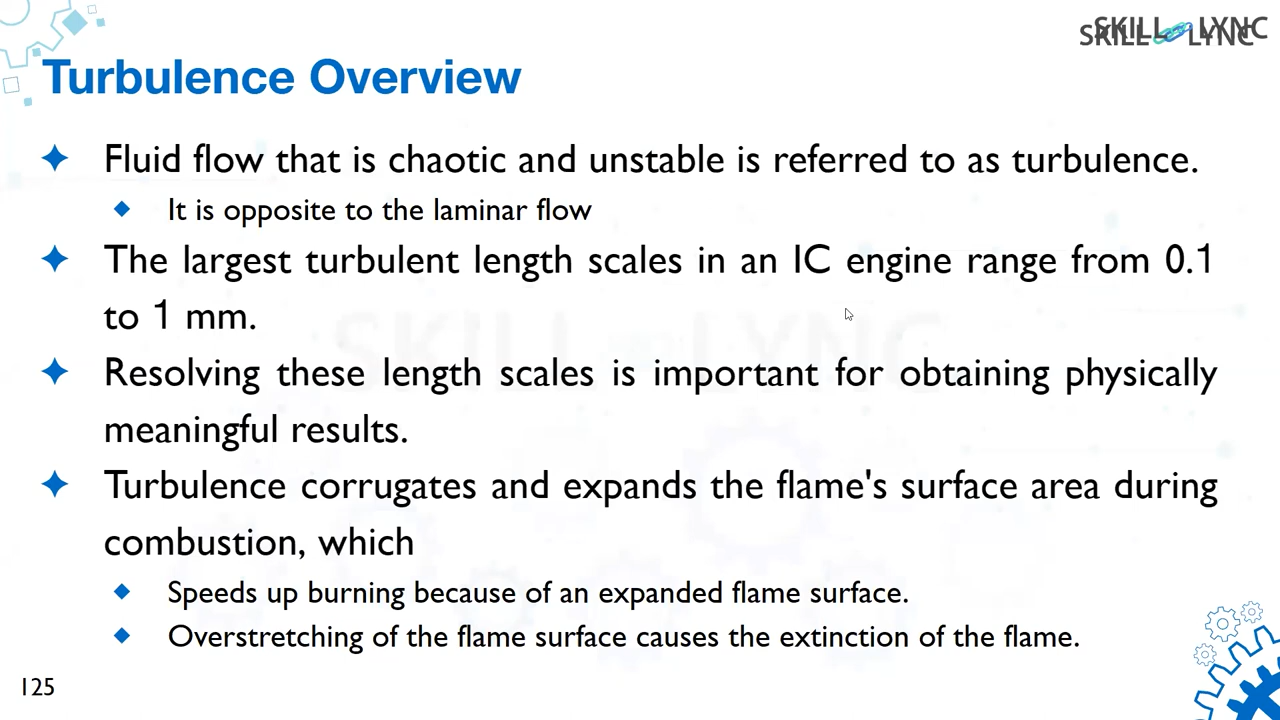 SKILL LYNC
SKILL LYNC
Turbulence Overview
Fluid flow that is chaotic and unstable is referred to as turbulence.
It is opposite to the laminar flow
The largest turbulent length scales in an IC engine range from 0.1
to 1 mm.
SKILL LYNC
Resolving these length scales is important for obtaining physically
meaningful results.
Turbulence corrugates and expands the flame's surface area during
combustion, which
Speeds up burning because of an expanded flame surface.
Overstretching of the flame surface causes the extinction of the flame.
125